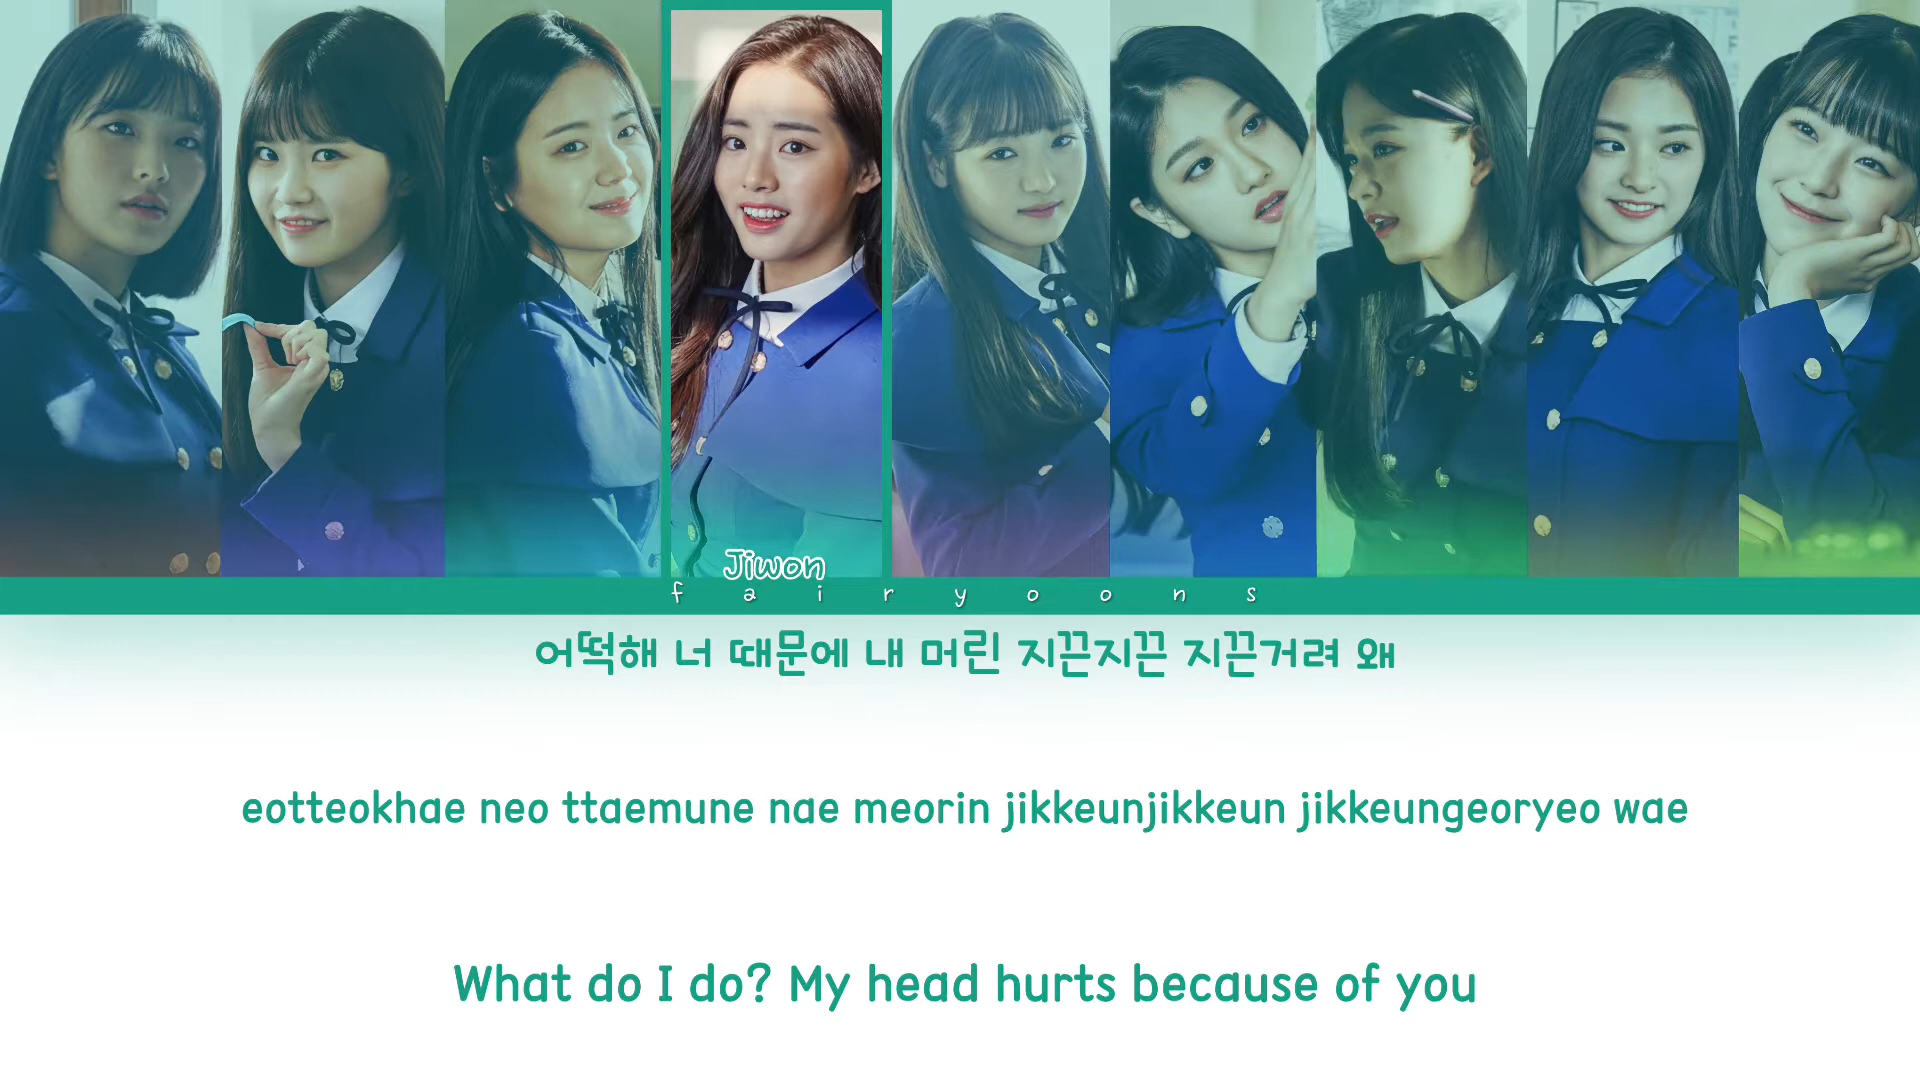 Jiwon
fairyoons
어떡해 너 때문에 내 머린 지끈지끈 지끈거려 왜
eotteokhae neo ttaemune nae meorin jikkeunjikkeun jikkeungeoryeo wae
What do I do? My head hurts because of you